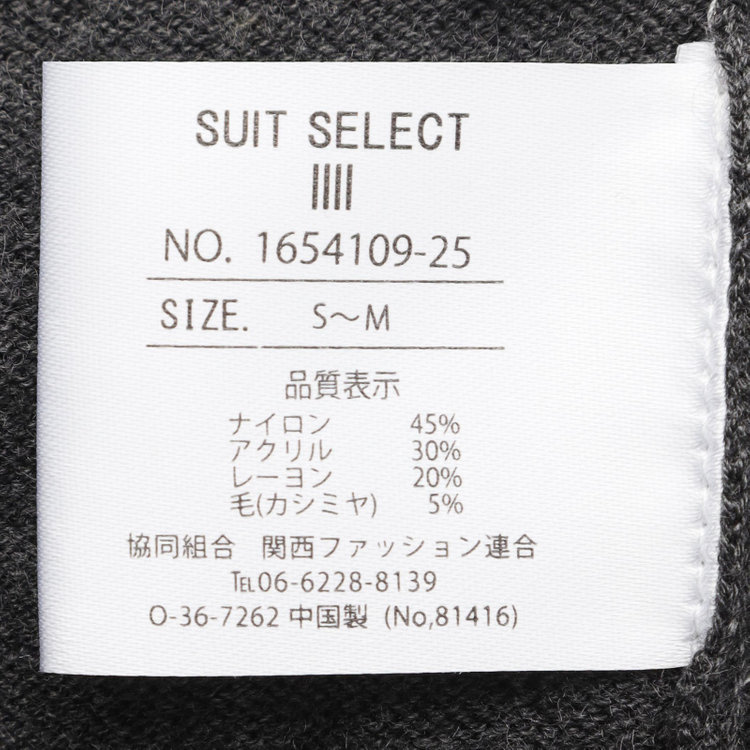 SUIT SELECT
NO. 1654109-25
SIZE. S～M
品質表示
ナイロン 45%
アクリル 30%
レーヨン 20%
毛(カシミヤ) 5%
協同組合 関西ファッション連合
℡06-6228-8139
O-36-7262 中国製 (No,81416)